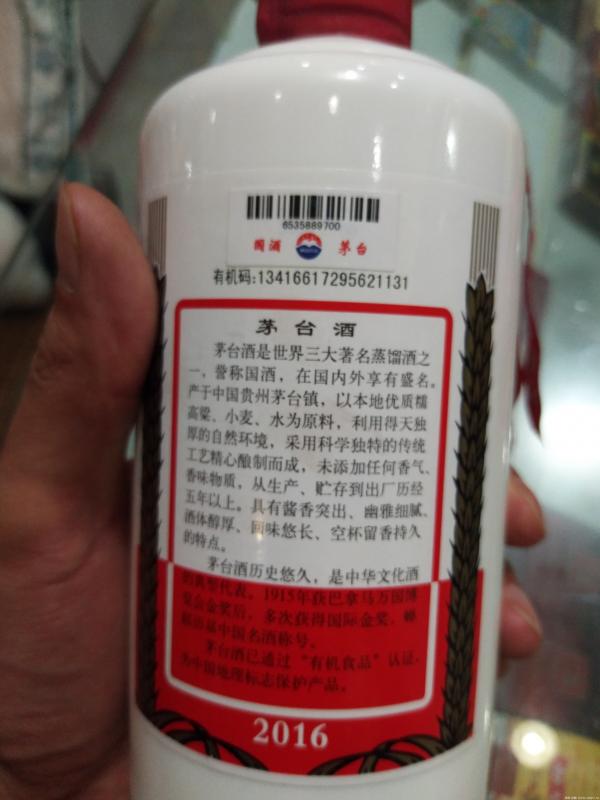 6535889700
国酒 茅台
有机码:13416617295621131
茅台酒
茅台酒是世界三大著名蒸馏酒之
一，誉称国酒，在国内外享有盛名。
产于中国贵州茅台镇，以本地优质糯
高粱、小麦、水为原料，利用得天独
厚的自然环境，采用科学独特的传统
工艺精心酿制而成，未添加任何香气、
香味物质，从生产、贮存到出厂历经
五年以上。具有酱香突出、幽雅细腻、
酒体醇厚、回味悠长、空杯留香持久
的特点。
茅台酒历史悠久，是中华文化酒
的典型代表。1915年获巴拿马万国博
览会金奖后，多次获得国际金奖，蝉
联历届中国名酒称号。
茅台酒已通过“有机食品”认证，
为中国地理标志保护产品。
2016